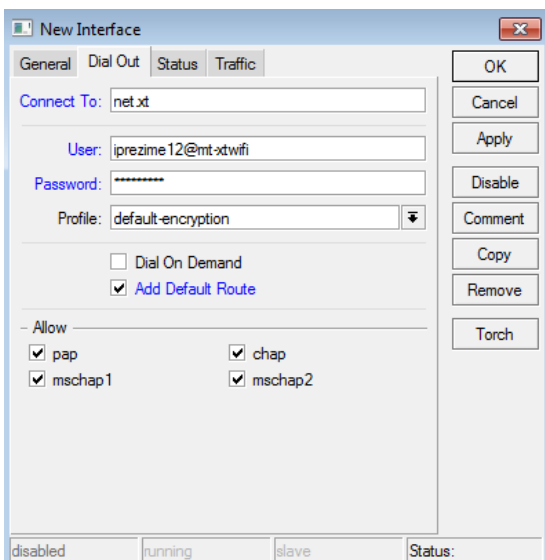 New Interface
General Dial Out Status Traffic
Connect To: net.xt
User: iprezime12@mt-xtwifi
Password: *********
Profile: default-encryption
Dial On Demand
Add Default Route
Allow
pap chap
mschap1 mschap2
OK
Cancel
Apply
Disable
Comment
Copy
Remove
Torch
disabled running slave Status: